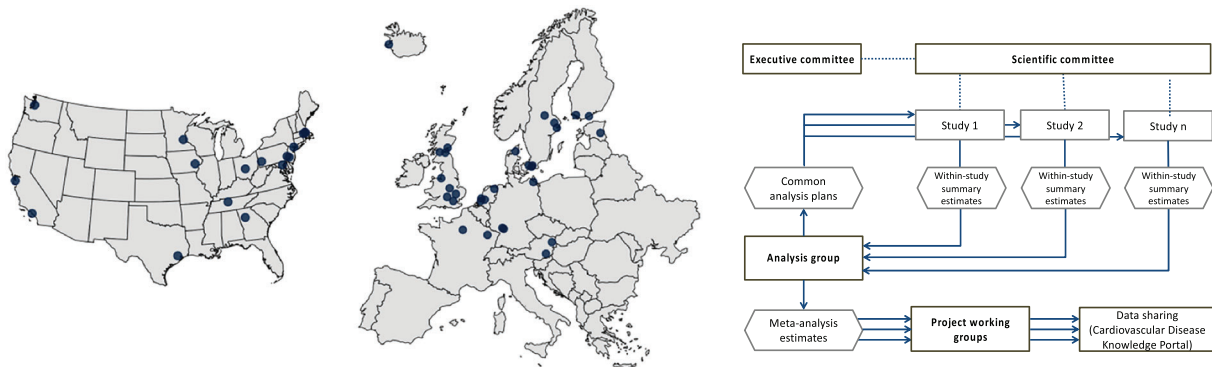 Executive committee
Scientific committee
Study 1
Study 2
Study n
Common
analysis plans
Within-study
summary
estimates
Within-study
summary
estimates
Within-study
summary
estimates
Analysis group
Meta-analysis
estimates
Project working
groups
Data sharing
(Cardiovascular Disease
Knowledge Portal)